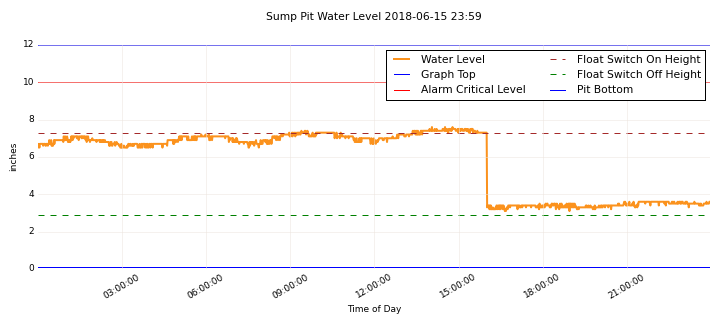 Sump Pit Water Level 2018-06-15 23:59
12
10
8
6
4
2
0
inches
Water Level
Graph Top
Alarm Critical Level
Float Switch On Height
Float Switch Off Height
Pit Bottom
03:00:00
06:00:00
09:00:00
12:00:00
15:00:00
18:00:00
21:00:00
Time of Day